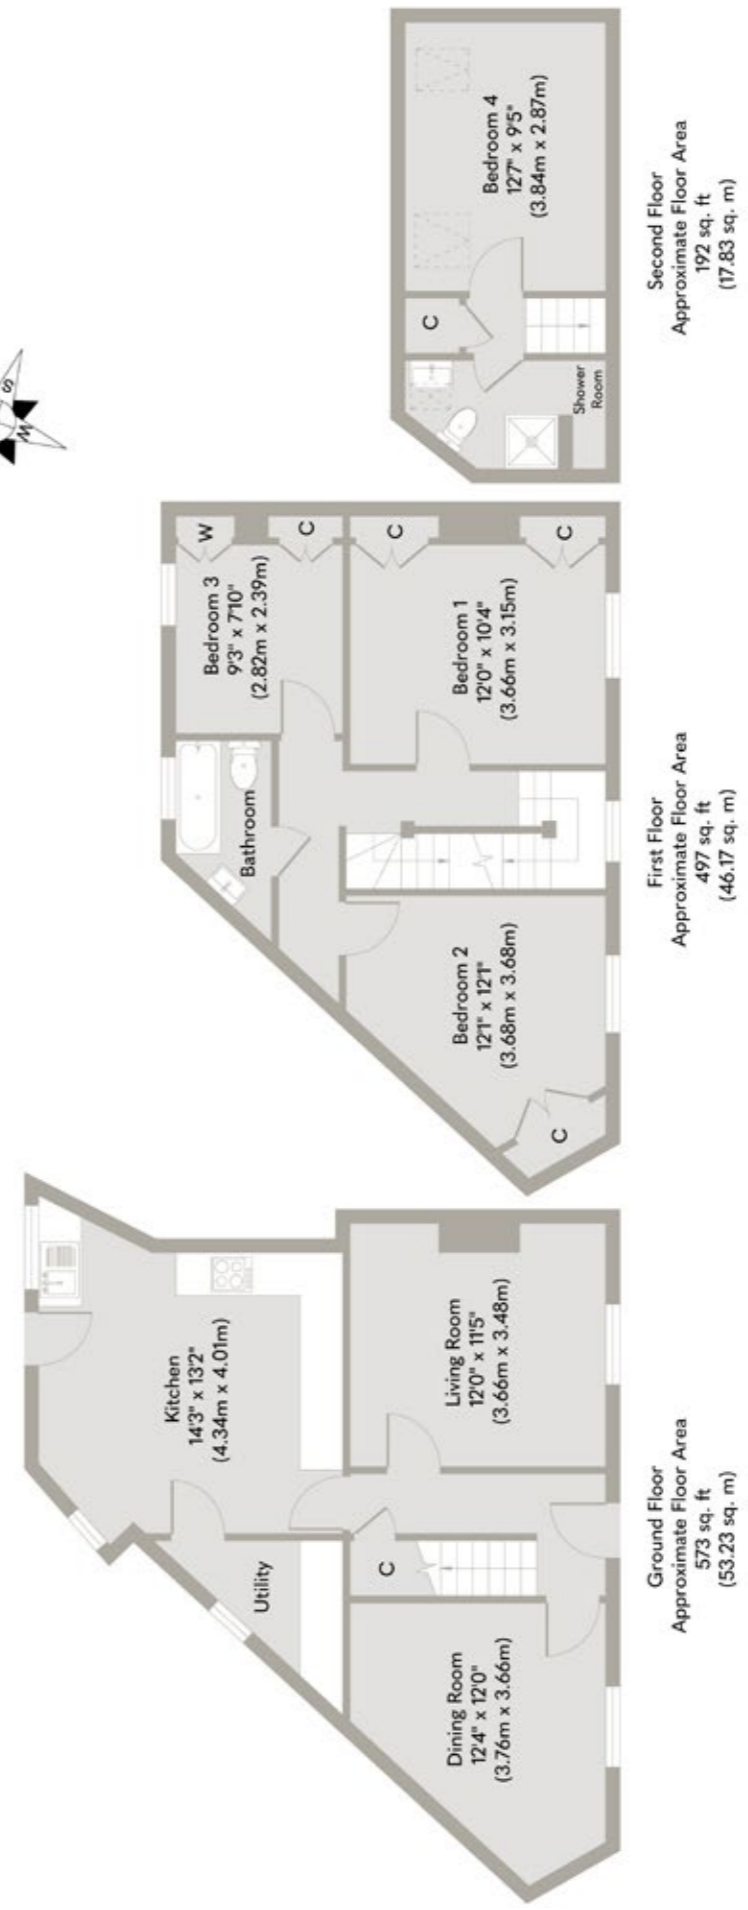 S
W
Kitchen
14'3" x 13'2"
(4.34m x 4.01m)
Utility
C
Dining Room
12'4" x 12'0"
(3.76m x 3.66m)
Living Room
12'0" x 11'5"
(3.66m x 3.48m)
Ground Floor
Approximate Floor Area
573 sq. ft
(53.23 sq. m)
Bathroom
Bedroom 3
9'3" x 7'10"
(2.82m x 2.39m)
W
C
Bedroom 2
12'1" x 12'1"
(3.68m x 3.68m)
C
Bedroom 1
12'0" x 10'4"
(3.66m x 3.15m)
C
C
First Floor
Approximate Floor Area
497 sq. ft
(46.17 sq. m)
C
Shower
Room
Bedroom 4
12'7" x 9'5"
(3.84m x 2.87m)
Second Floor
Approximate Floor Area
192 sq. ft
(17.83 sq. m)